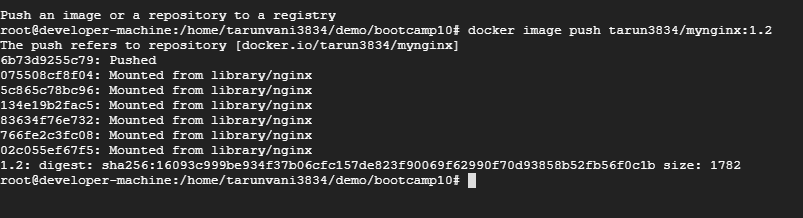 Push an image or a repository to a registry
root@developer-machine:/home/tarunvani3834/demo/bootcamp10# docker image push tarun3834/mynginx:1.2
The push refers to repository [docker.io/tarun3834/mynginx]
6b73d9255c79: Pushed
075508cf8f04: Mounted from library/nginx
5c865c78bc96: Mounted from library/nginx
134e19b2fac5: Mounted from library/nginx
83634f76e732: Mounted from library/nginx
766fe2c3fc08: Mounted from library/nginx
02c055ef67f5: Mounted from library/nginx
1.2: digest: sha256:16093c999be934f37b06cfc157de823f90069f62990f70d93858b52fb56f0c1b size: 1782
root@developer-machine:/home/tarunvani3834/demo/bootcamp10#